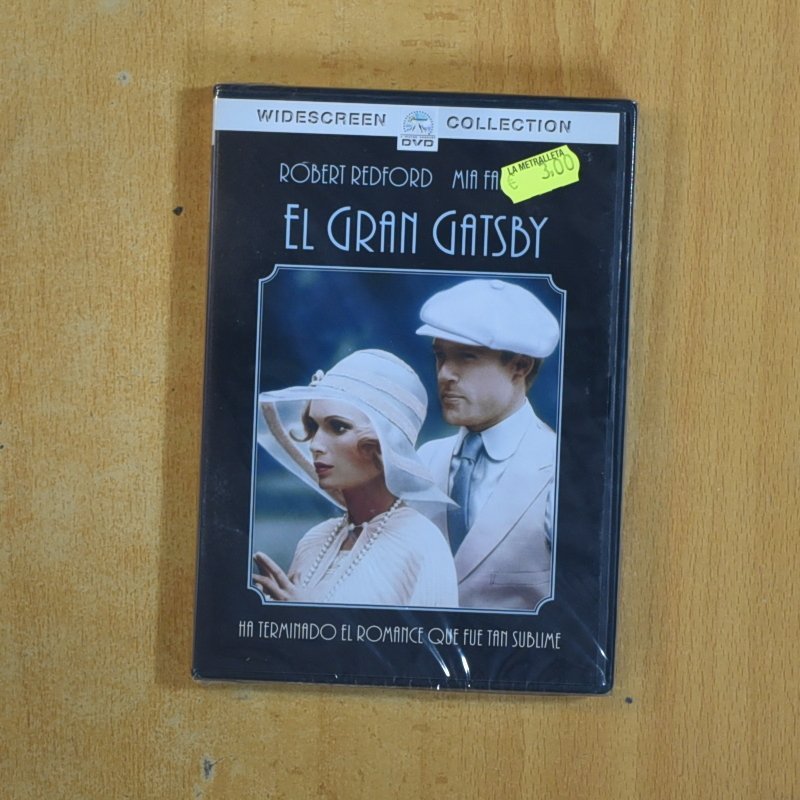 WIDESCREEN DVD COLLECTION
ROBERT REDFORD MIA
LA METRALLETA
€ 3.00
EL GRAN GATSBY
HA TERMINADO EL ROMANCE QUE FUE TAN SUBLIME